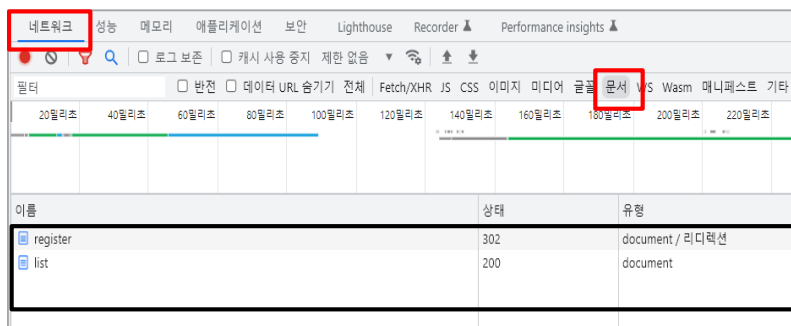 네트워크 성능 메모리 애플리케이션 보안 Lighthouse Recorder Performance insights
로그 보존 캐시 사용 중지 제한 없음
필터 반전 데이터 URL 숨기기 전체 Fetch/XHR JS CSS 이미지 미디어 글꼴 문서 WS Wasm 매니페스트 기타
20밀리초 40밀리초 60밀리초 80밀리초 100밀리초 120밀리초 140밀리초 160밀리초 180밀리초 200밀리초 220밀리초
이름 상태 유형
register 302 document / 리디렉션
list 200 document